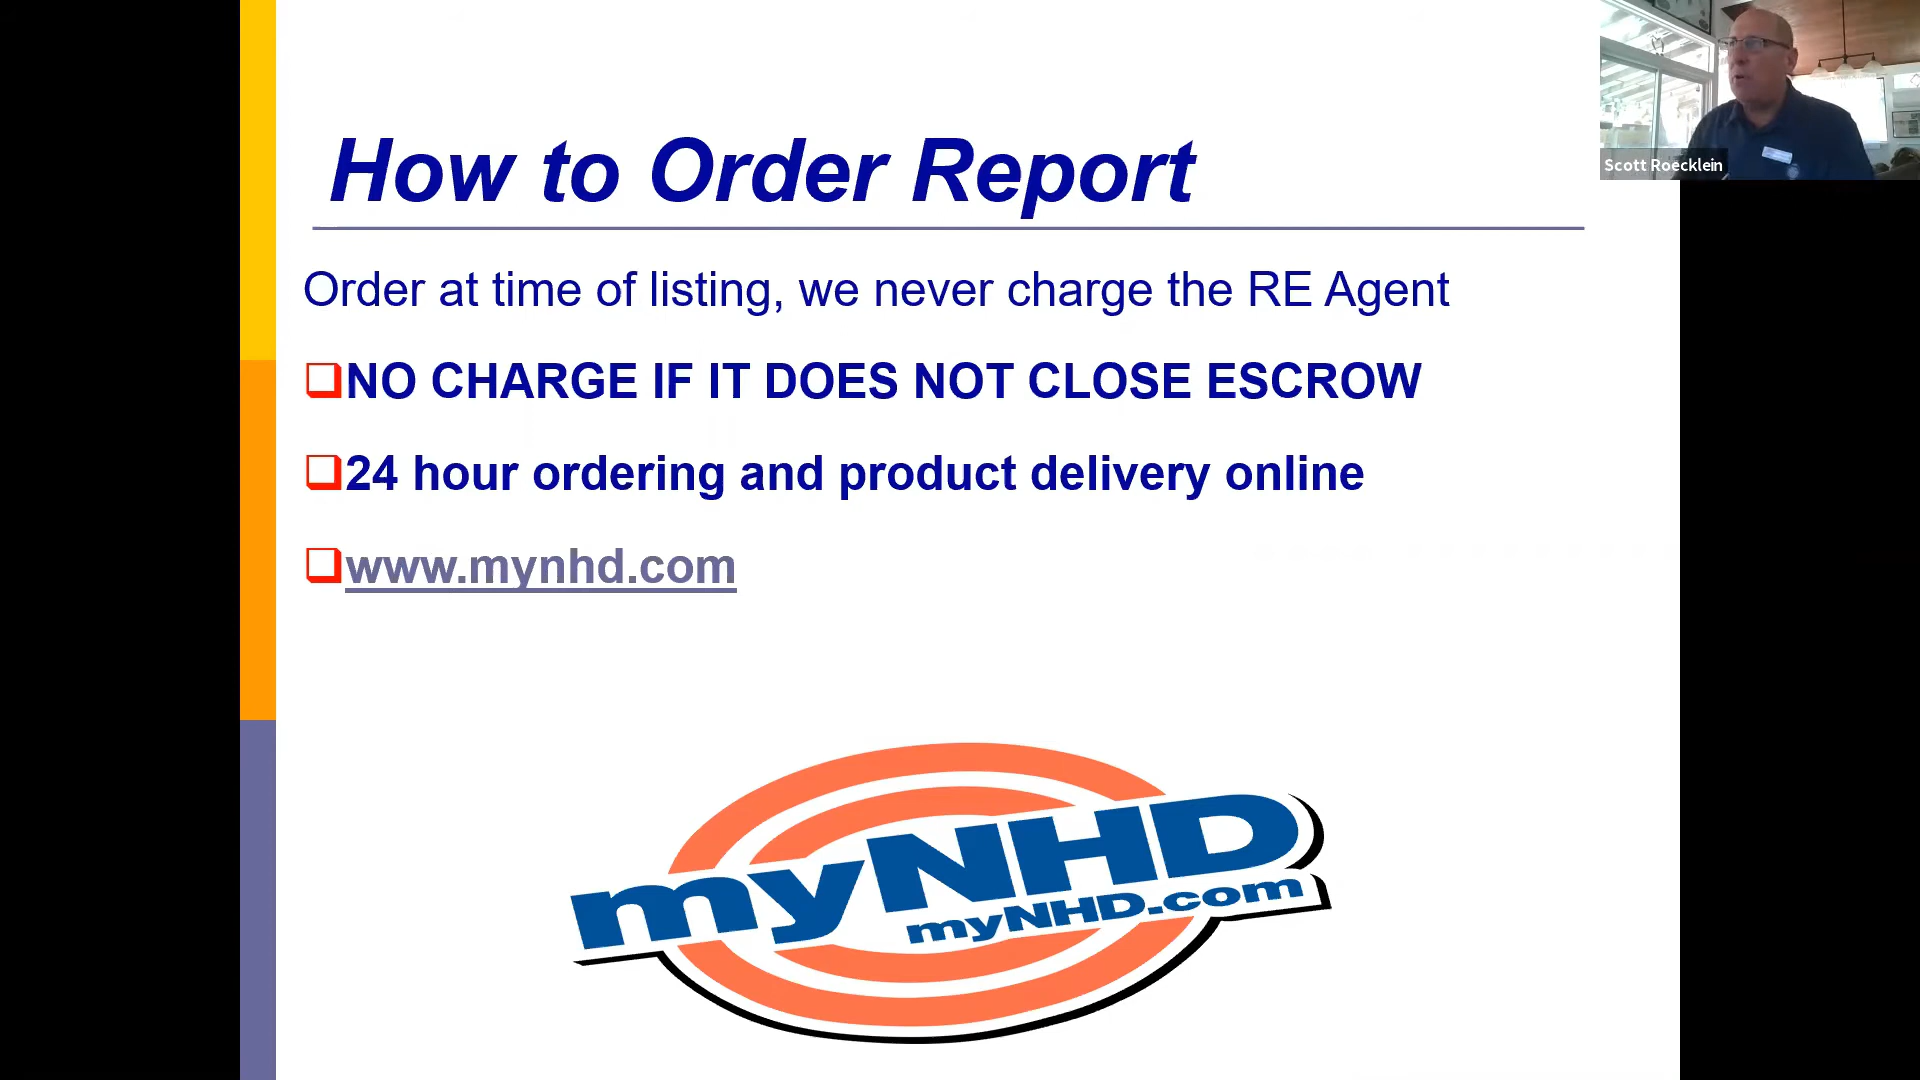 How to Order Report
Scott Roecklein
Order at time of listing, we never charge the RE Agent
NO CHARGE IF IT DOES NOT CLOSE ESCROW
24 hour ordering and product delivery online
www.mynhd.com
myNHD
myNHD.com